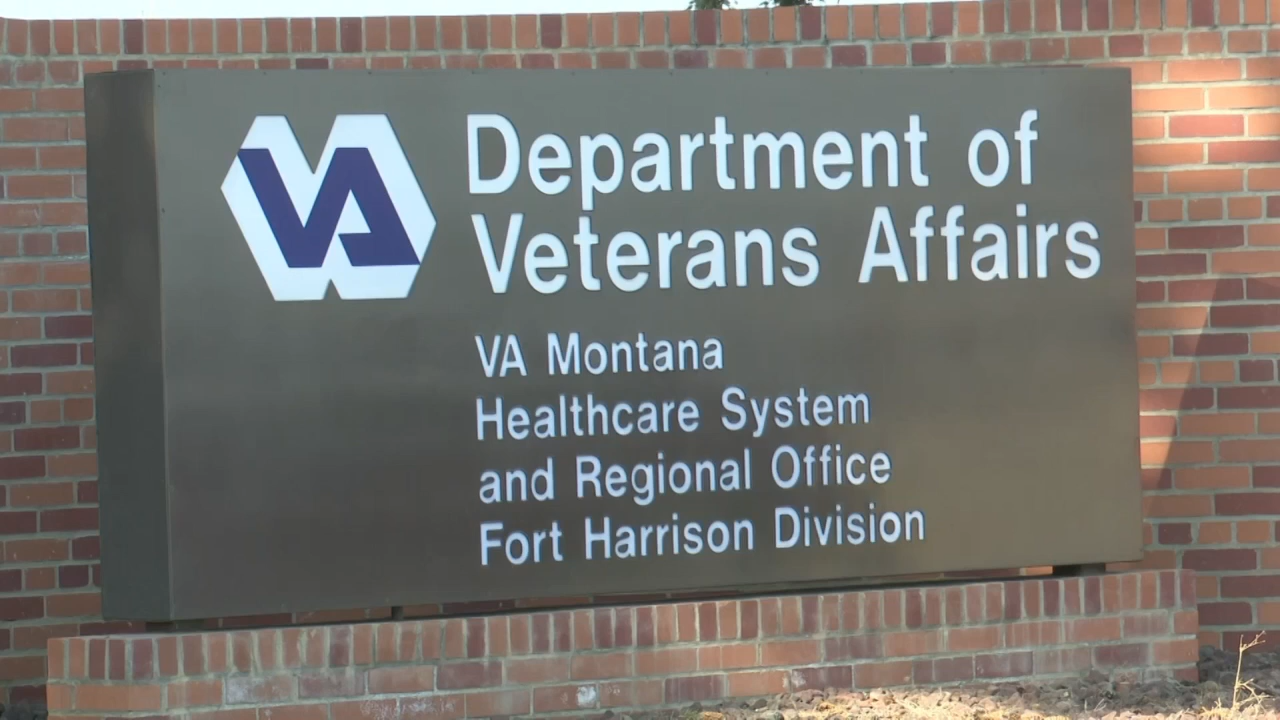 VA
Department of
Veterans Affairs
VA Montana
Healthcare System
and Regional Office
Fort Harrison Division